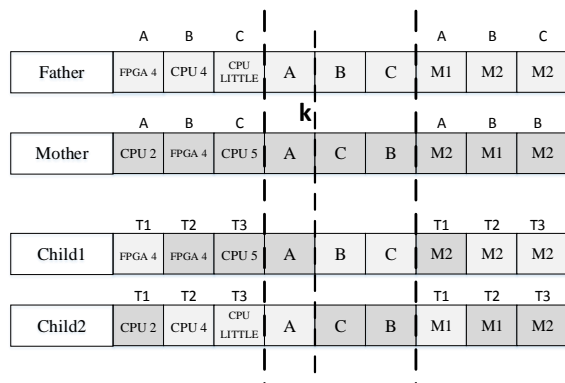 A B C A B C
Father FPGA 4 CPU 4 CPU LITTLE A B C M1 M2 M2
k
A B C A B B
Mother CPU 2 FPGA 4 CPU 5 A C B M2 M1 M2
T1 T2 T3 T1 T2 T3
Child1 FPGA 4 FPGA 4 CPU 5 A B C M2 M2 M2
T1 T2 T3 T1 T2 T3
Child2 CPU 2 CPU 4 CPU LITTLE A C B M1 M1 M2